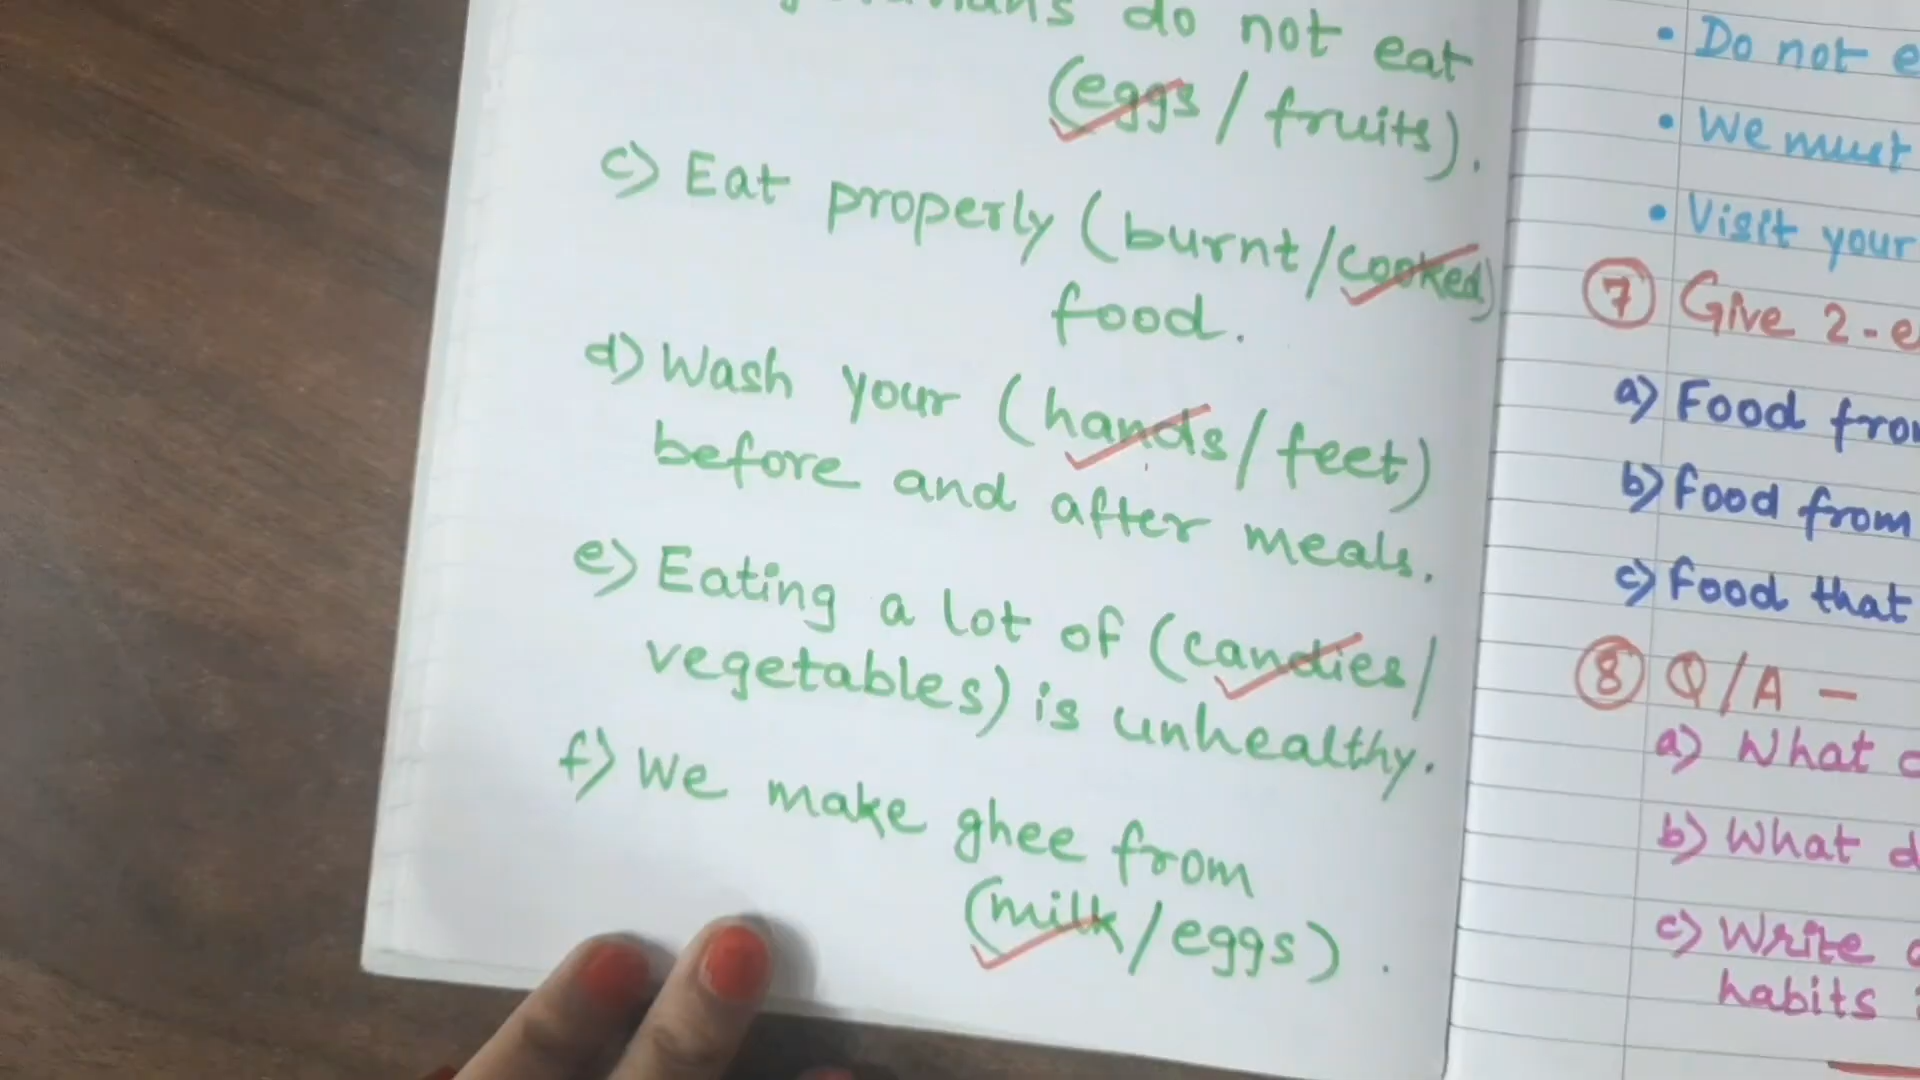 do not eat
(eggs / fruits).
c) Eat properly (burnt/cooked)
food.
d) Wash your (hands/feet)
before and after meals.
e) Eating a lot of (candies/
vegetables) is unhealthy.
f) We make ghee from
(milk/eggs).
• Do not e
• We must
• Visit your
7 Give 2-e
a) Food from
b) Food from
c) Food that
8 Q/A -
a) What
b) What d
c) Write
habits